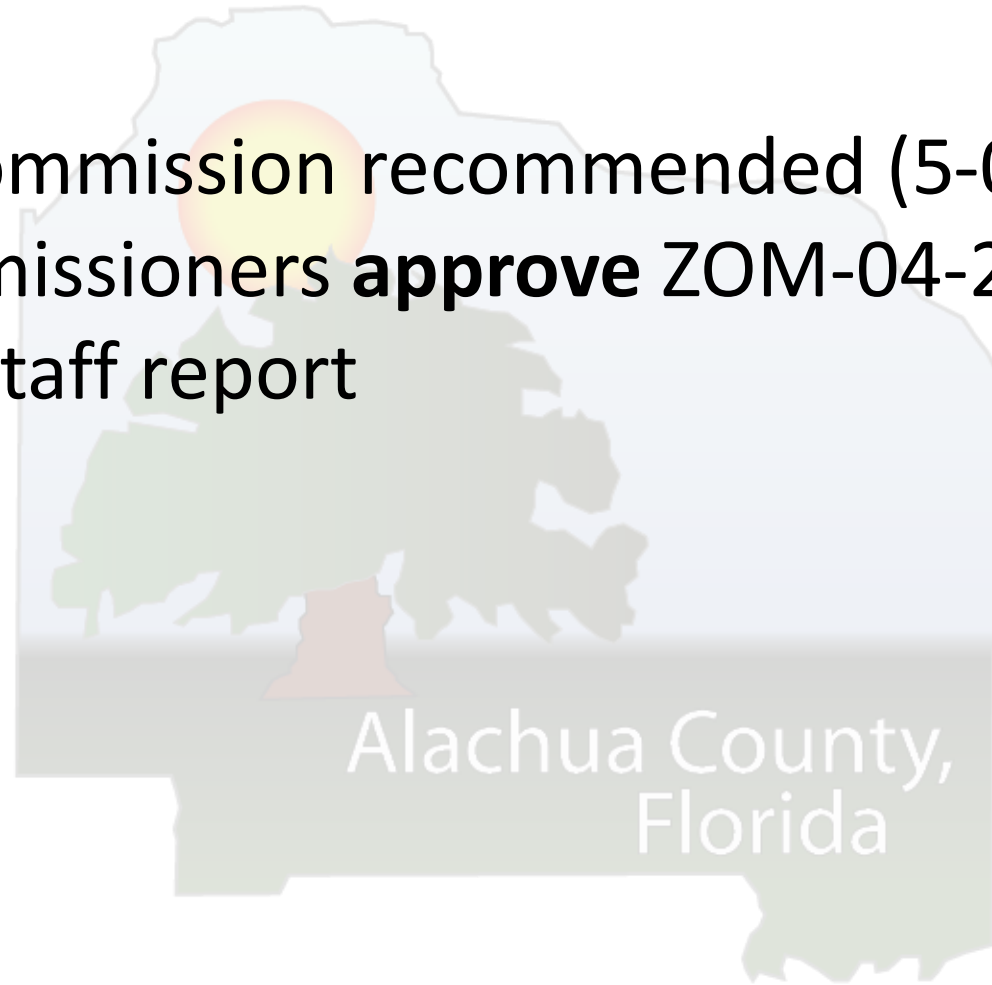 ommission recommended (5-0
missioners approve ZOM-04-2
taff report
Alachua County,
Florida